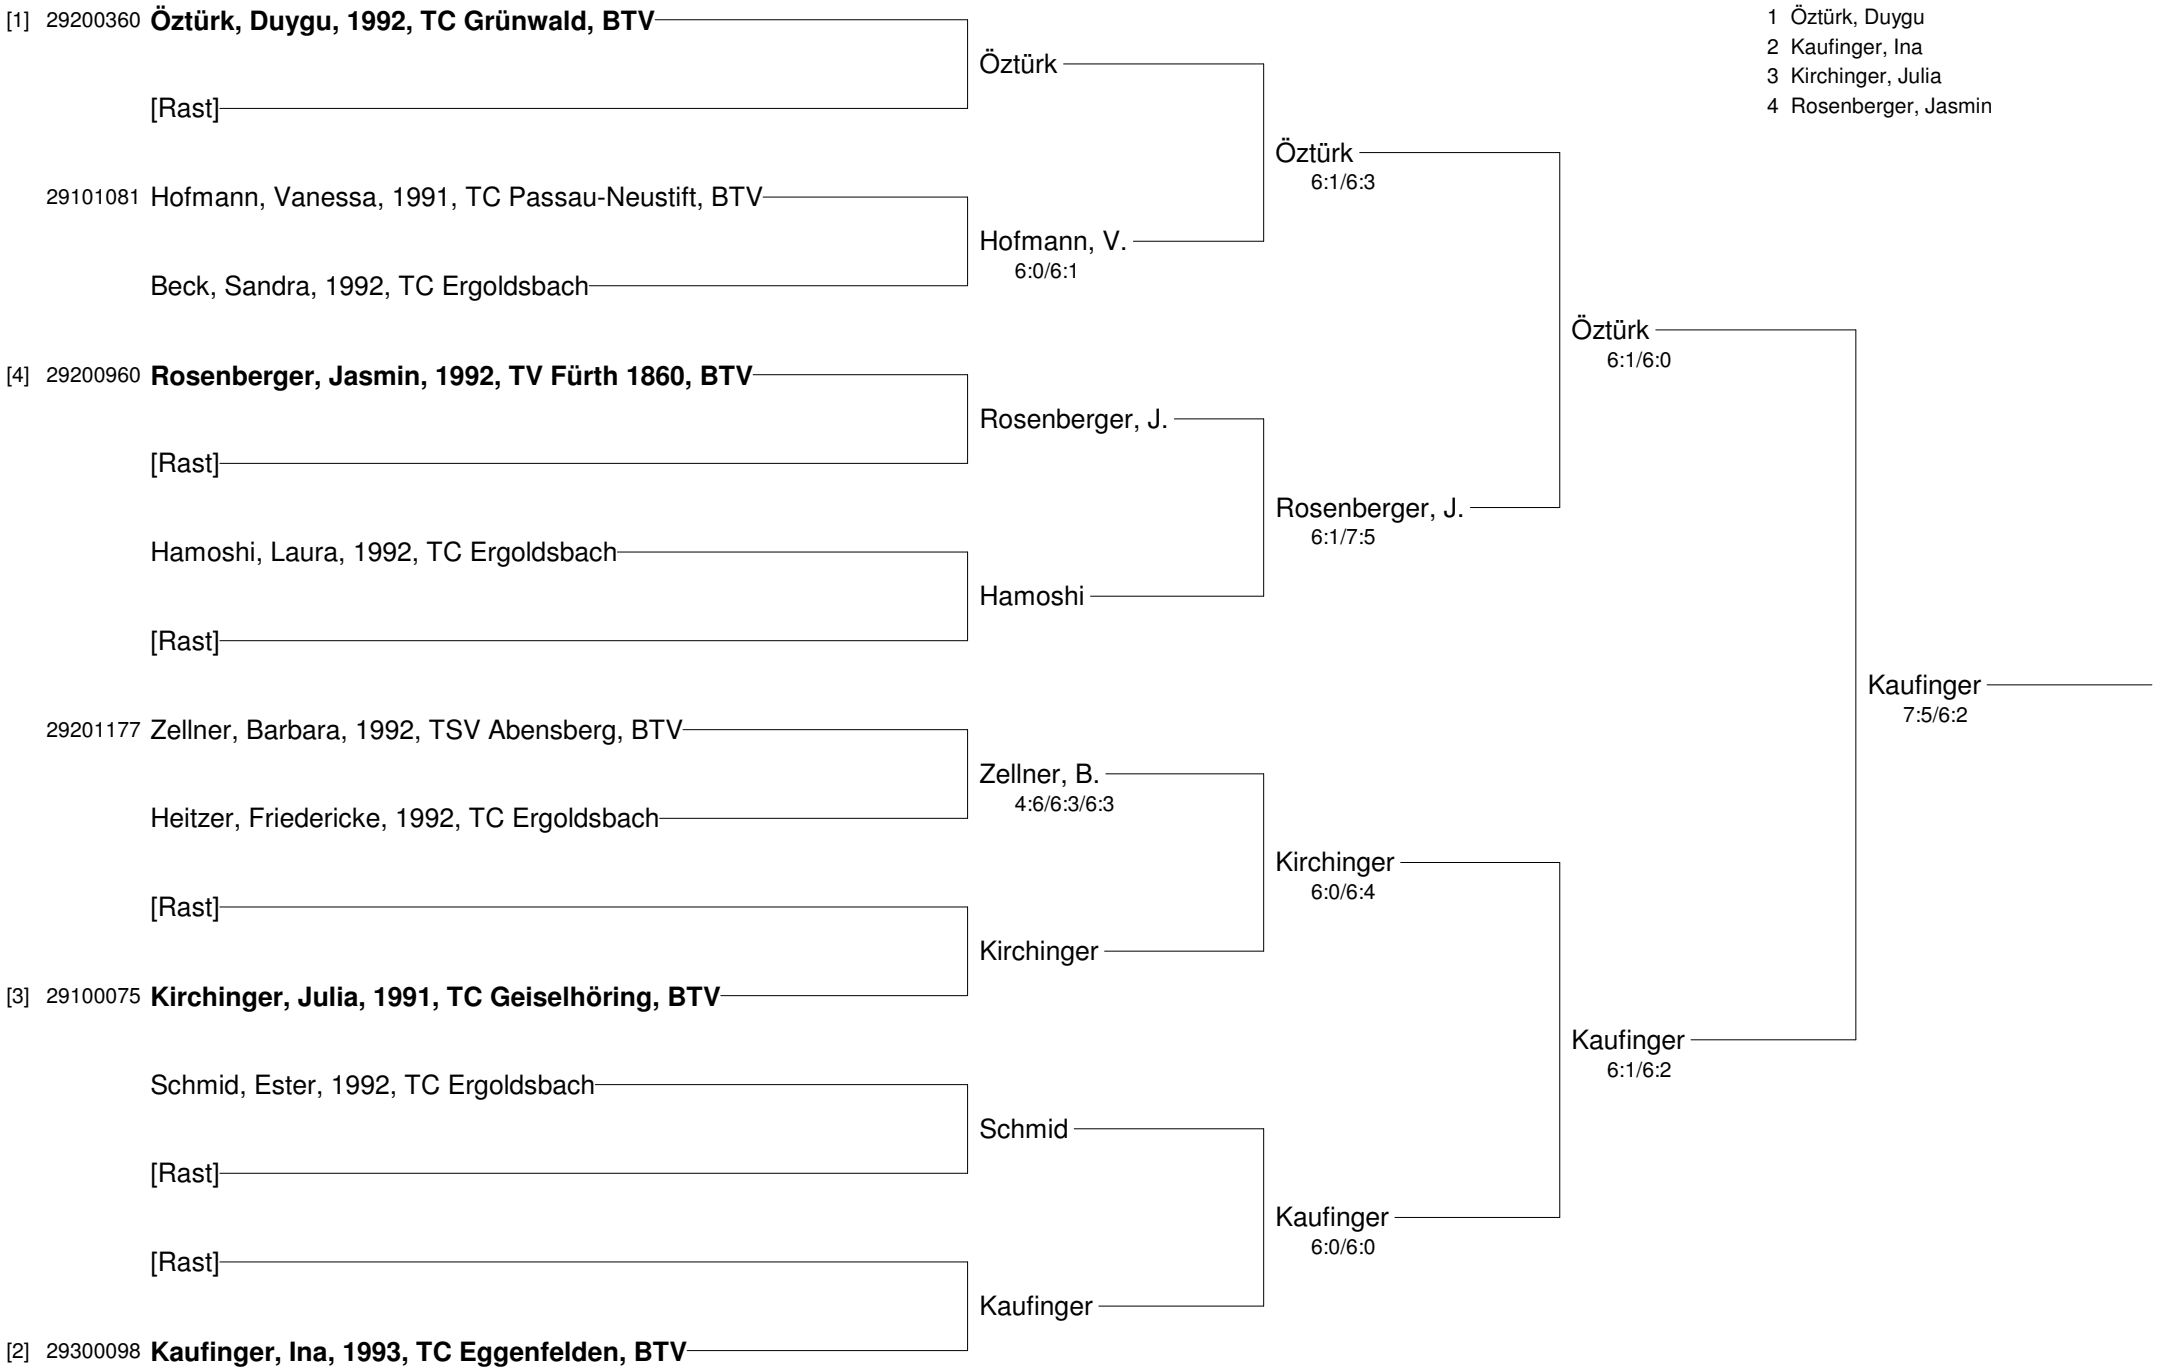 [1] 29200360 Öztürk, Duygu, 1992, TC Grünwald, BTV
[Rast]
29101081 Hofmann, Vanessa, 1991, TC Passau-Neustift, BTV
Beck, Sandra, 1992, TC Ergoldsbach
[4] 29200960 Rosenberger, Jasmin, 1992, TV Fürth 1860, BTV
[Rast]
Hamoshi, Laura, 1992, TC Ergoldsbach
[Rast]
29201177 Zellner, Barbara, 1992, TSV Abensberg, BTV
Heitzer, Friedericke, 1992, TC Ergoldsbach
[Rast]
[3] 29100075 Kirchinger, Julia, 1991, TC Geiselhöring, BTV
Schmid, Ester, 1992, TC Ergoldsbach
[Rast]
[Rast]
[2] 29300098 Kaufinger, Ina, 1993, TC Eggenfelden, BTV
Öztürk
Hofmann, V.
6:0/6:1
Rosenberger, J.
Hamoshi
Zellner, B.
4:6/6:3/6:3
Kirchinger
Schmid
Kaufinger
Öztürk
6:1/6:3
Rosenberger, J.
6:1/7:5
Kirchinger
6:0/6:4
Kaufinger
6:0/6:0
Öztürk
6:1/6:0
Kaufinger
6:1/6:2
Kaufinger
7:5/6:2
1 Öztürk, Duygu
2 Kaufinger, Ina
3 Kirchinger, Julia
4 Rosenberger, Jasmin